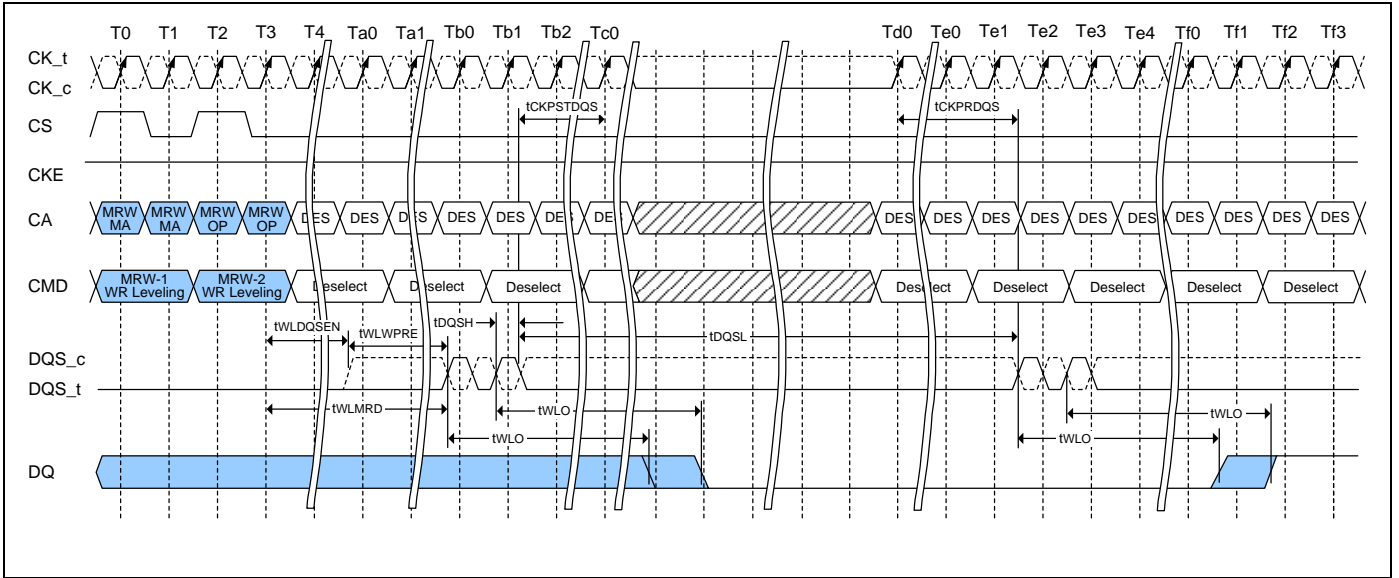 T0 T1 T2 T3 T4 Ta0 Ta1 Tb0 Tb1 Tb2 Tc0 Td0 Te0 Te1 Te2 Te3 Te4 Tf0 Tf1 Tf2 Tf3
CK_t
CK_c
tCKPSTDQS tCKPRDQS
CS
CKE
CA
MRW MA
MRW MA
MRW OP
MRW OP
DES DES DES DES DES DES DES DES DES DES DES DES DES DES DES DES DES
CMD
MRW-1 WR Leveling
MRW-2 WR Leveling
Deselect Deselect Deselect Deselect Deselect Deselect Deselect Deselect
tWLDQSEN tWLWPRE tDQSH tDQSL
DQS_c
DQS_t
tWLMRD tWLO tWLO
tWLO tWLO
DQ